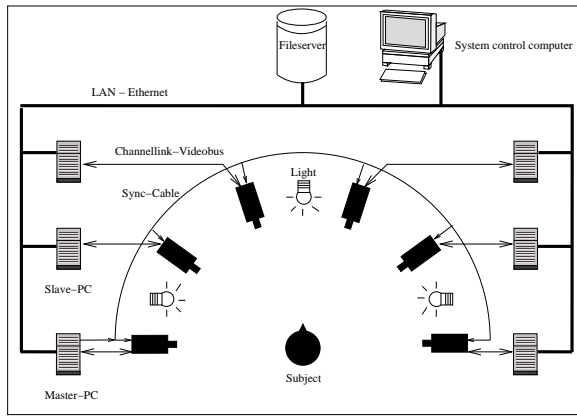 Fileserver
System control computer
LAN – Ethernet
Channellink–Videobus
Light
Sync–Cable
Slave–PC
Subject
Master–PC